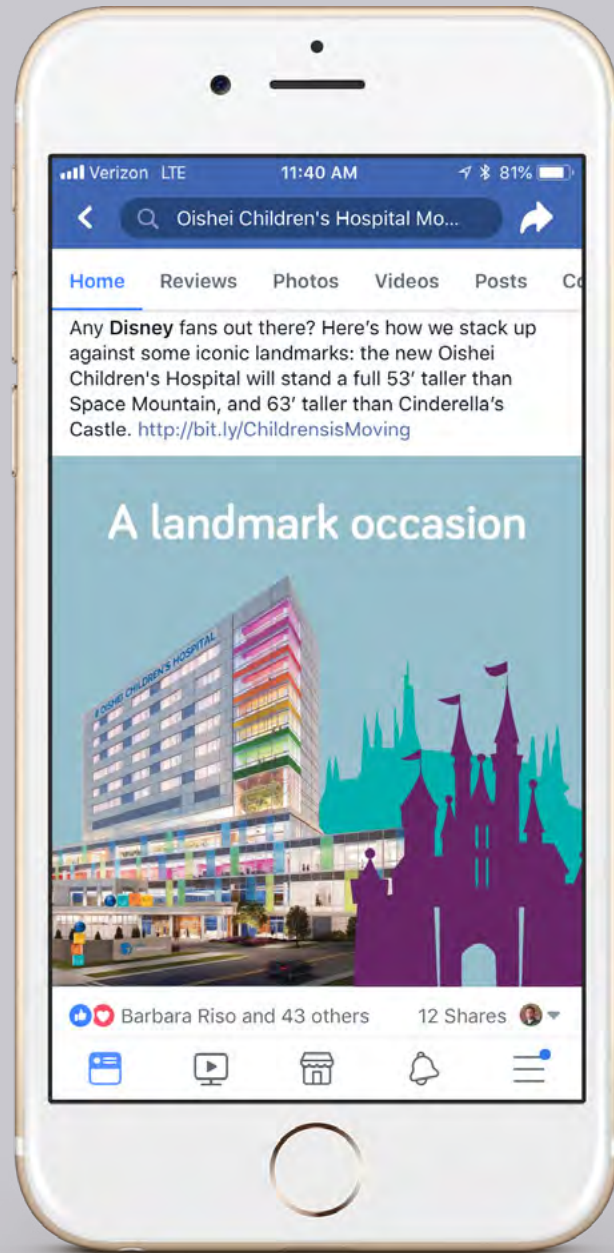 Verizon LTE 11:40 AM 81%
Oishei Children's Hospital Mo...
Home Reviews Photos Videos Posts Co
Any Disney fans out there? Here's how we stack up
against some iconic landmarks: the new Oishei
Children's Hospital will stand a full 53' taller than
Space Mountain, and 63' taller than Cinderella's
Castle. http://bit.ly/ChildrensisMoving
A landmark occasion
OISHEI CHILDREN'S HOSPITAL
Barbara Riso and 43 others 12 Shares